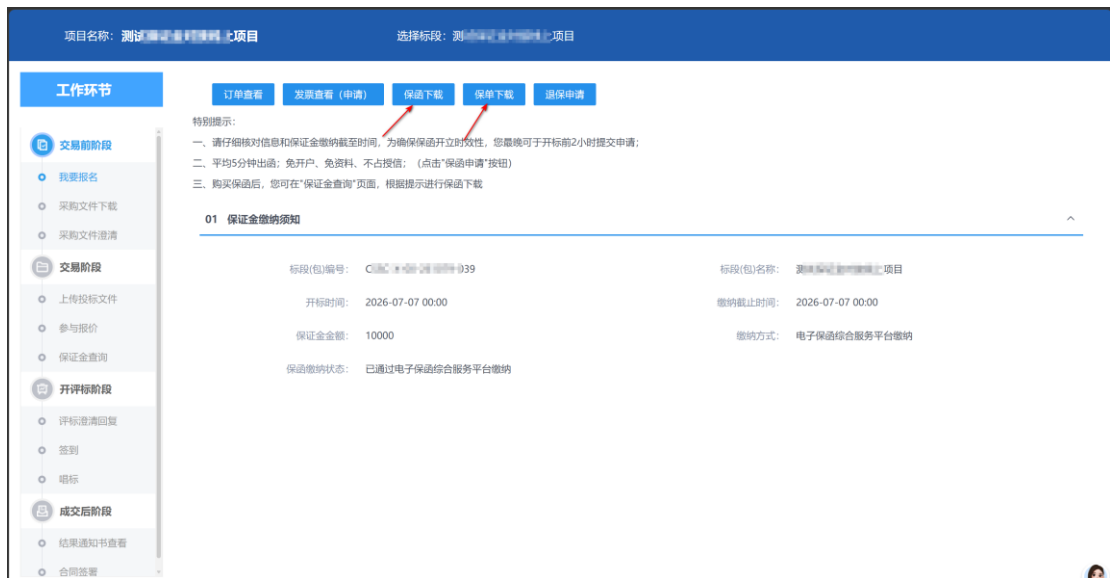 项目名称：测试 上项目
选择标段：测 上项目
工作环节
订单查看
发票查看（申请）
保函下载
保单下载
退保申请
特别提示：
一、请仔细核对信息和保证金缴纳截至时间，为确保保函开立时效性，您最晚可于开标前2小时提交申请；
二、平均5分钟出函；免开户、免资料、不占授信；（点击"保函申请"按钮）
三、购买保函后，您可在"保证金查询"页面，根据提示进行保函下载
交易前阶段
我要报名
采购文件下载
采购文件澄清
交易阶段
上传投标文件
参与报价
保证金查询
开评标阶段
评标澄清回复
签到
唱标
成交后阶段
结果通知书查看
合同签署
01 保证金缴纳须知
标段(包)编号： C 039
标段(包)名称： 测 项目
开标时间： 2026-07-07 00:00
缴纳截止时间： 2026-07-07 00:00
保证金金额： 10000
缴纳方式： 电子保函综合服务平台缴纳
保函缴纳状态： 已通过电子保函综合服务平台缴纳